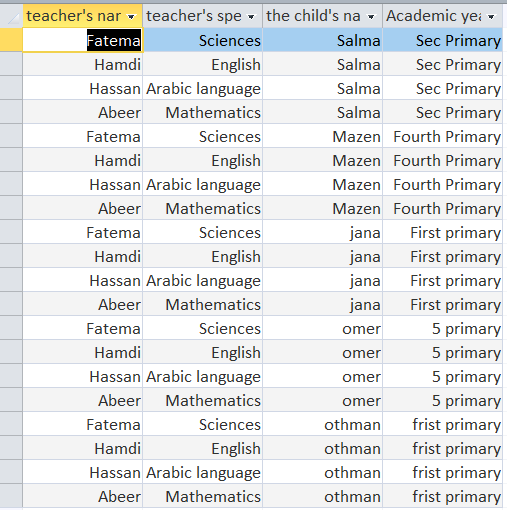 teacher's nar teacher's spe the child's na Academic yea
Fatema Sciences Salma Sec Primary
Hamdi English Salma Sec Primary
Hassan Arabic language Salma Sec Primary
Abeer Mathematics Salma Sec Primary
Fatema Sciences Mazen Fourth Primary
Hamdi English Mazen Fourth Primary
Hassan Arabic language Mazen Fourth Primary
Abeer Mathematics Mazen Fourth Primary
Fatema Sciences jana First primary
Hamdi English jana First primary
Hassan Arabic language jana First primary
Abeer Mathematics jana First primary
Fatema Sciences omer 5 primary
Hamdi English omer 5 primary
Hassan Arabic language omer 5 primary
Abeer Mathematics omer 5 primary
Fatema Sciences othman frist primary
Hamdi English othman frist primary
Hassan Arabic language othman frist primary
Abeer Mathematics othman frist primary